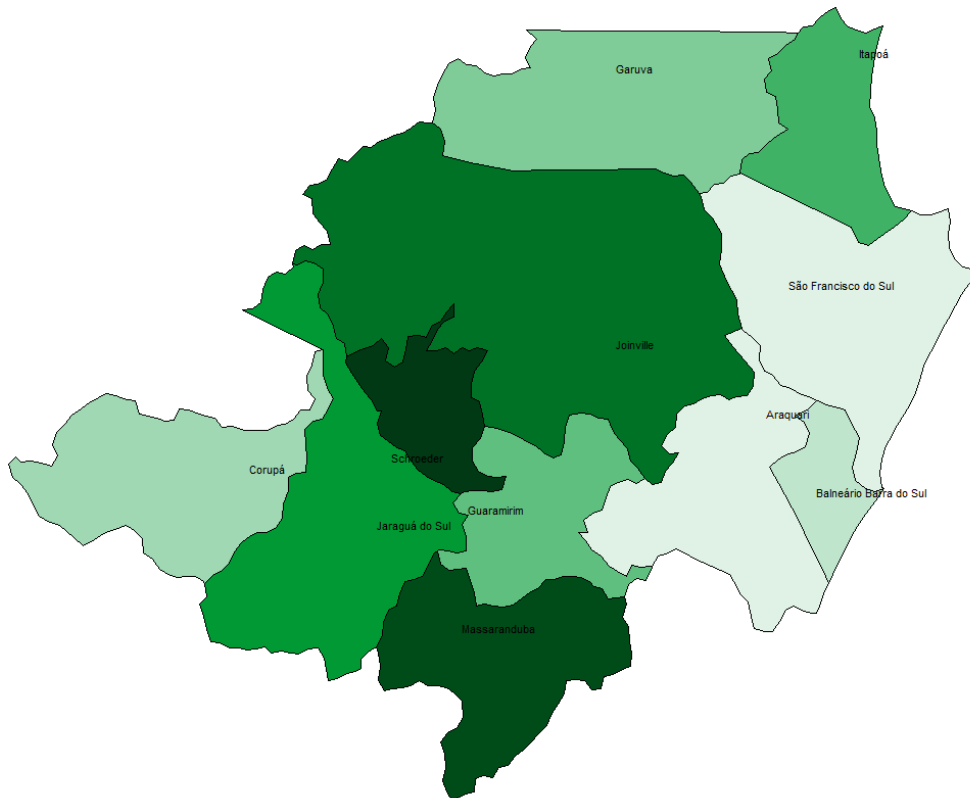 Itapoá
Garuva
São Francisco do Sul
Joinville
Araquari
Schroeder
Corupá
Balneário Barra do Sul
Guaramirim
Jaraguá do Sul
Massaranduba